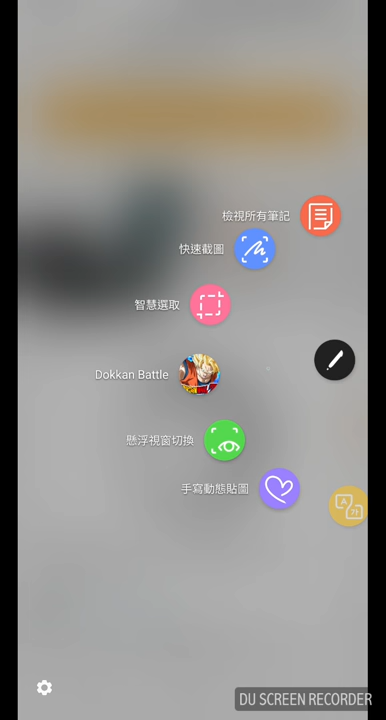 檢視所有筆記
快速截圖
智慧選取
Dokkan Battle
懸浮視窗切換
手寫動態貼圖
DU SCREEN RECORDER